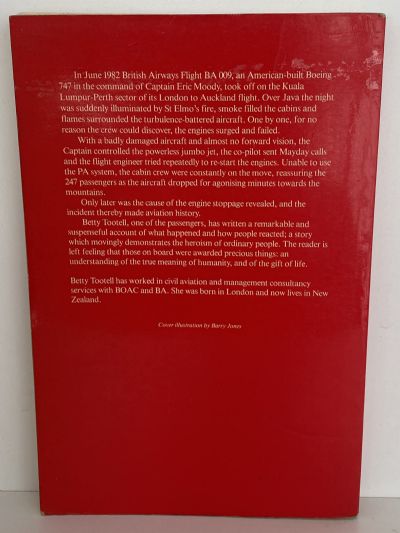 In June 1982 British Airways Flight BA 009, an American-built Boeing
747 in the command of Captain Eric Moody, took off on the Kuala
Lumpur-Perth sector of its London to Auckland flight. Over Java the night
was suddenly illuminated by St Elmo's fire, smoke filled the cabins and
flames surrounded the turbulence-battered aircraft. One by one, for no
reason the crew could discover, the engines surged and failed.
With a badly damaged aircraft and almost no forward vision, the
Captain controlled the powerless jumbo jet, the co-pilot sent Mayday calls
and the flight engineer tried repeatedly to re-start the engines. Unable to use
the PA system, the cabin crew were constantly on the move, reassuring the
247 passengers as the aircraft dropped for agonising minutes towards the
mountains.
Only later was the cause of the engine stoppage revealed, and the
incident thereby made aviation history.
Betty Tootell, one of the passengers, has written a remarkable and
suspenseful account of what happened and how people reacted; a story
which movingly demonstrates the heroism of ordinary people. The reader is
left feeling that those on board were awarded precious things: an
understanding of the true meaning of humanity, and of the gift of life.
Betty Tootell has worked in civil aviation and management consultancy
services with BOAC and BA. She was born in London and now lives in New
Zealand.
Cover illustration by Barry Jones